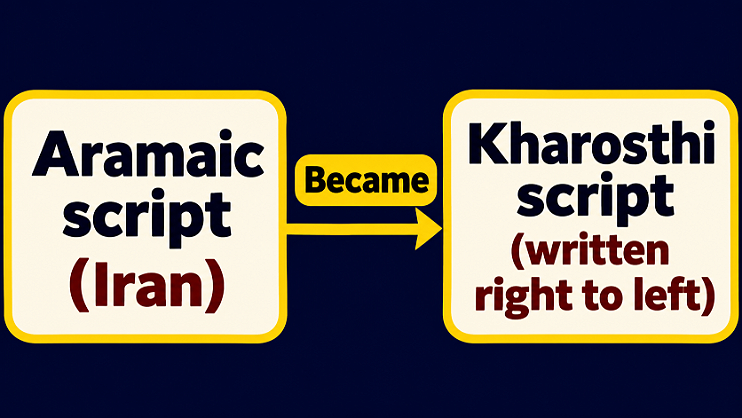 Aramaic
script
(Iran)
Became
Kharosthi
script
(written
right to left)